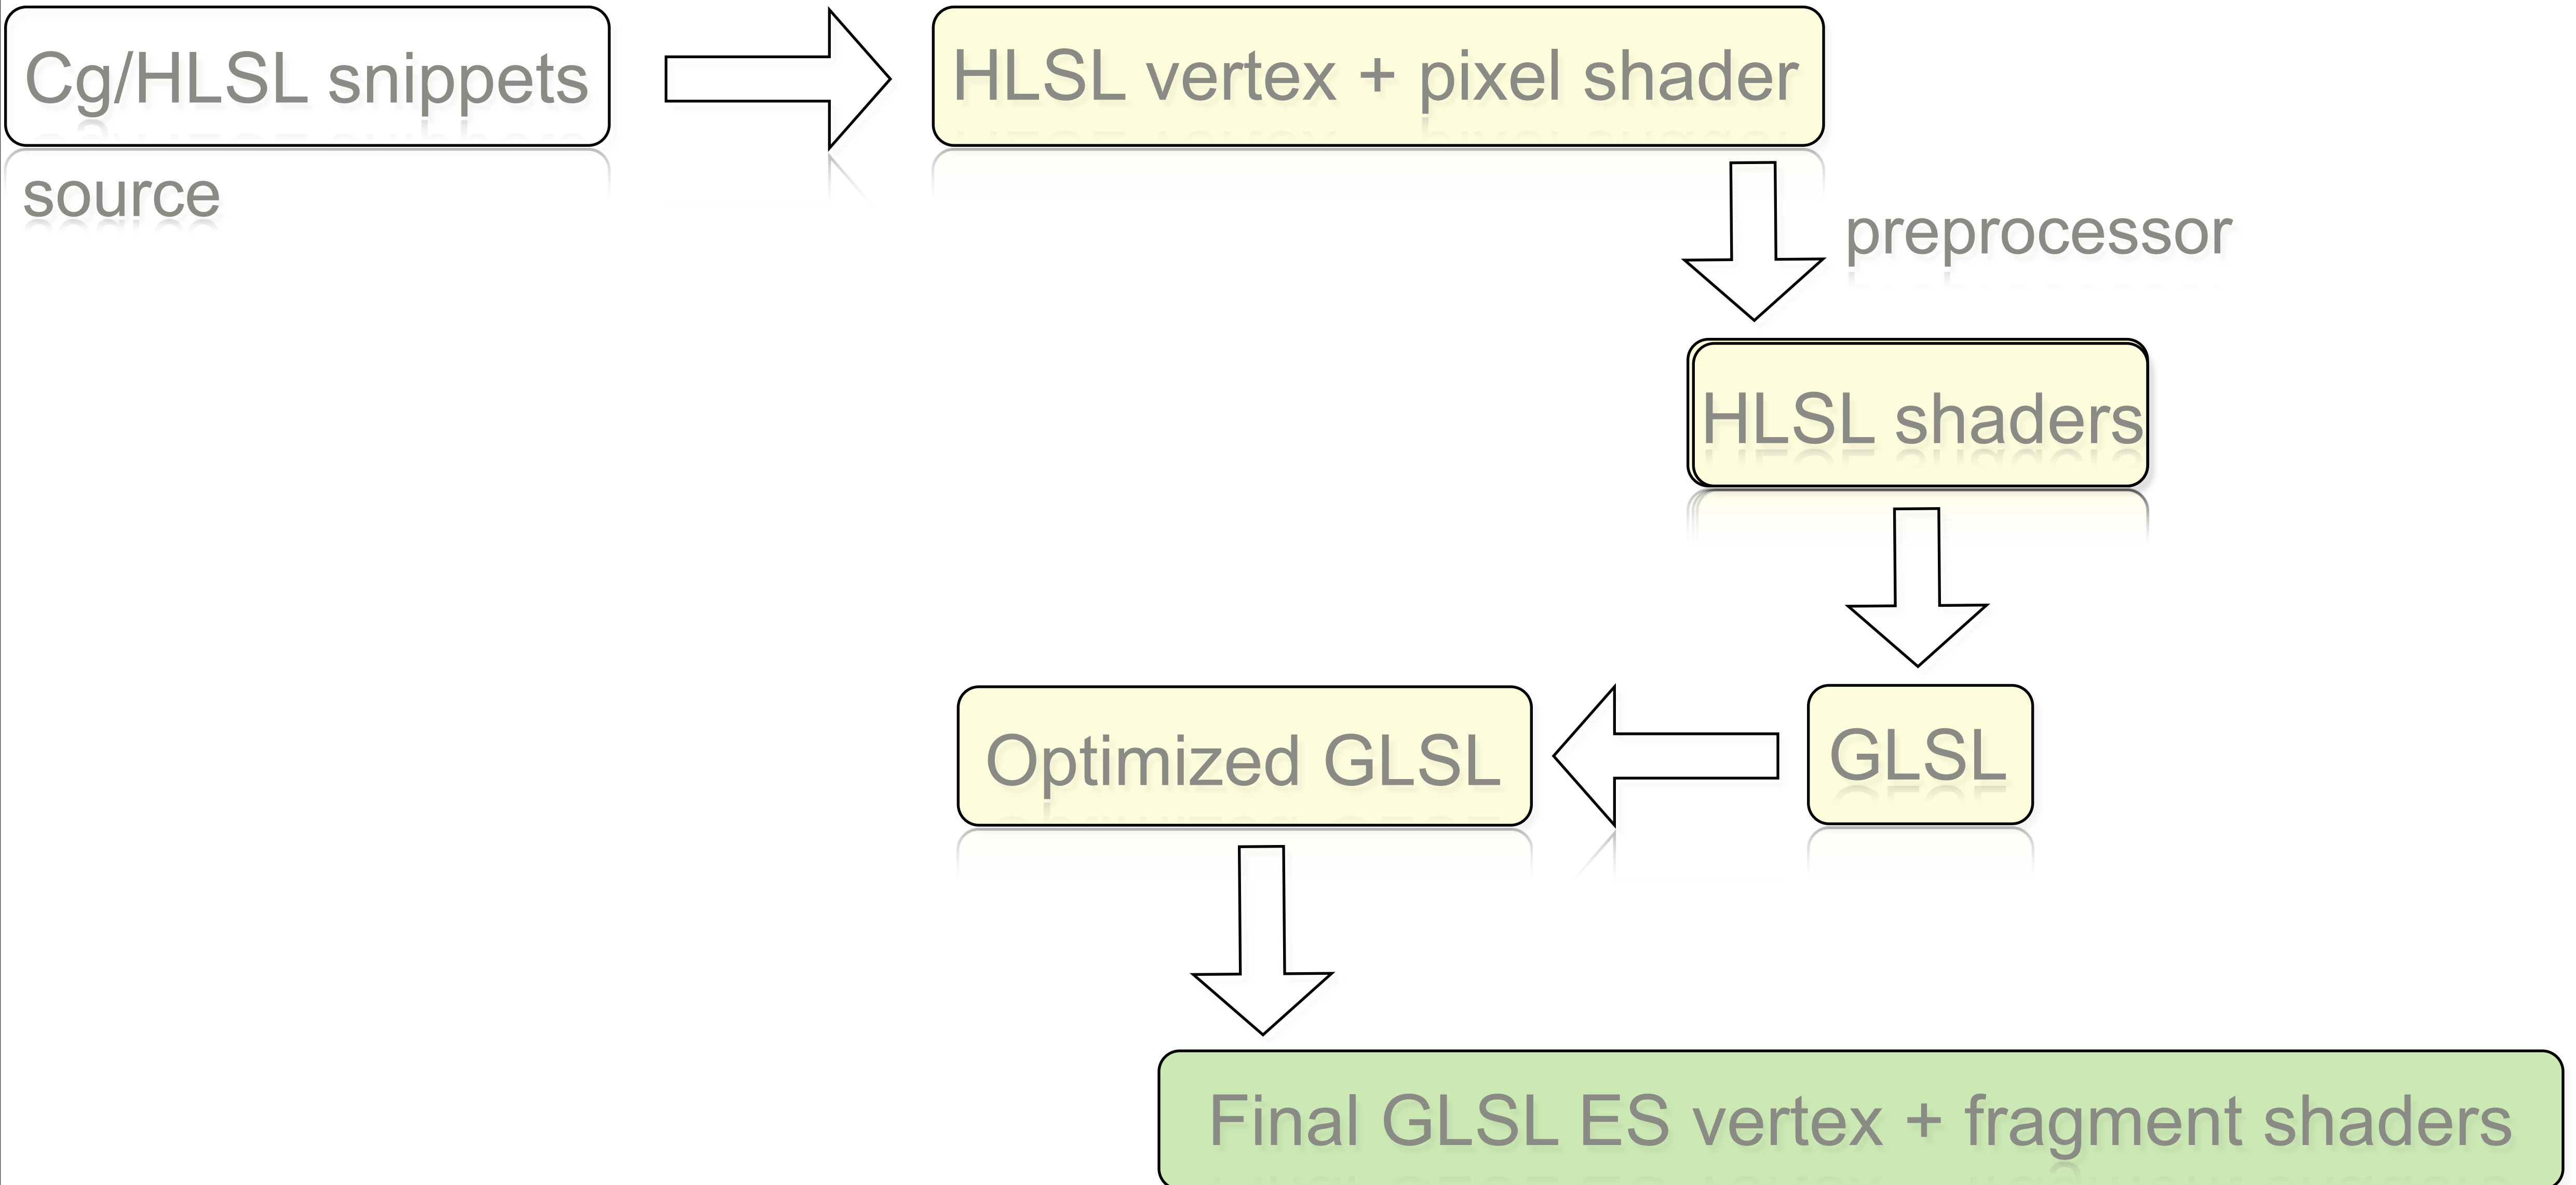 Cg/HLSL snippets
HLSL vertex + pixel shader
source
preprocessor
HLSL shaders
Optimized GLSL
GLSL
Final GLSL ES vertex + fragment shaders